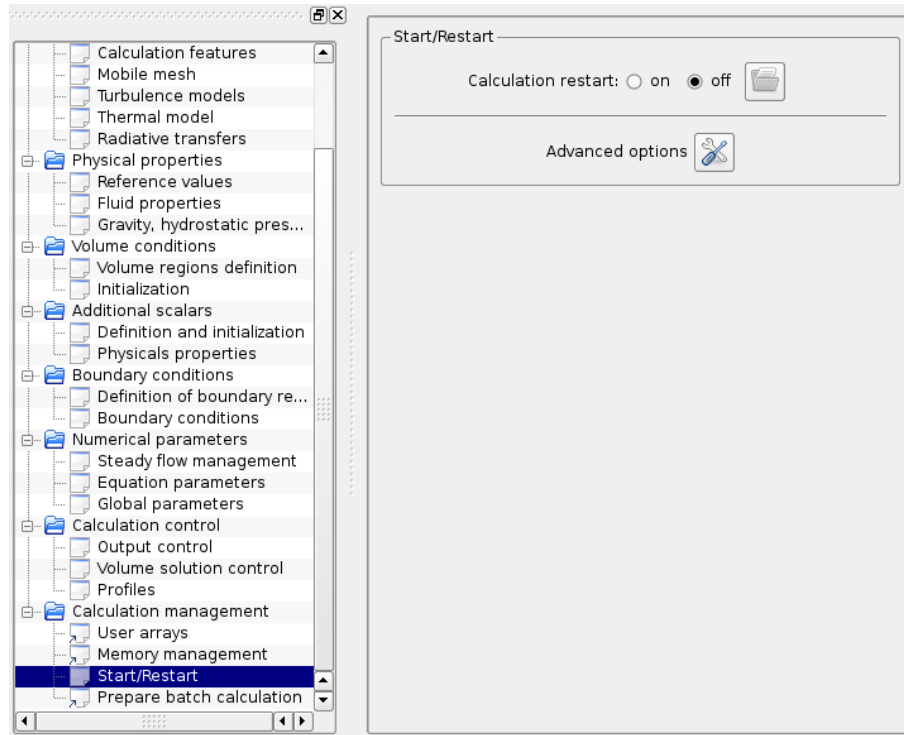 Calculation features
Mobile mesh
Turbulence models
Thermal model
Radiative transfers
Physical properties
Reference values
Fluid properties
Gravity, hydrostatic pres...
Volume conditions
Volume regions definition
Initialization
Additional scalars
Definition and initialization
Physicals properties
Boundary conditions
Definition of boundary re...
Boundary conditions
Numerical parameters
Steady flow management
Equation parameters
Global parameters
Calculation control
Output control
Volume solution control
Profiles
Calculation management
User arrays
Memory management
Start/Restart
Prepare batch calculation
Start/Restart
Calculation restart: on off
Advanced options